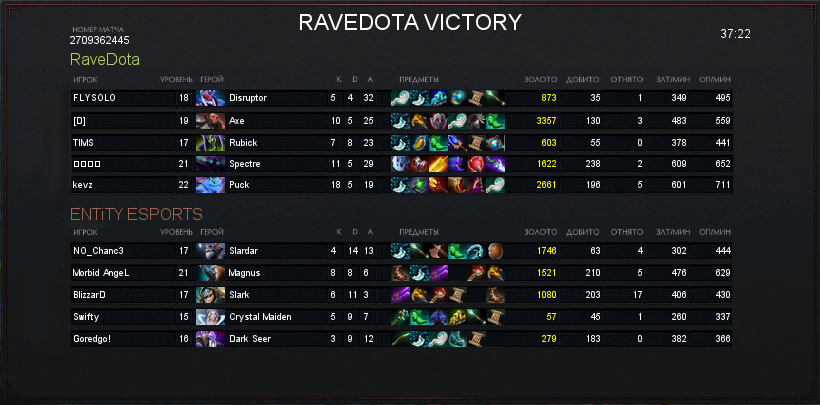 RAVEDOTA VICTORY
НОМЕР МАТЧА
2709362445
37:22
RaveDota
ИГРОК УРОВЕНЬ ГЕРОЙ K D A ПРЕДМЕТЫ ЗОЛОТО ДОБИТО ОТНЯТО ЗЛТ/МИН ОП/МИН
FLYSOLO 18 Disruptor 5 4 32 873 35 1 349 495
[D] 19 Axe 10 5 25 3357 130 3 483 559
TIMS 17 Rubick 7 8 23 603 55 0 378 441
□□□□ 21 Spectre 11 5 29 1622 238 2 609 652
kevz 22 Puck 18 5 19 2661 196 5 601 711
ENTiTY ESPORTS
ИГРОК УРОВЕНЬ ГЕРОЙ K D A ПРЕДМЕТЫ ЗОЛОТО ДОБИТО ОТНЯТО ЗЛТ/МИН ОП/МИН
NO_Chanc3 17 Slardar 4 14 13 1746 63 4 302 444
Morbid AngeL 21 Magnus 8 8 6 1521 210 5 476 629
BlizzarD 17 Slark 6 11 3 1080 203 17 406 430
Swifty 15 Crystal Maiden 5 9 7 57 45 1 260 337
Goredgo! 16 Dark Seer 3 9 12 279 183 0 382 366